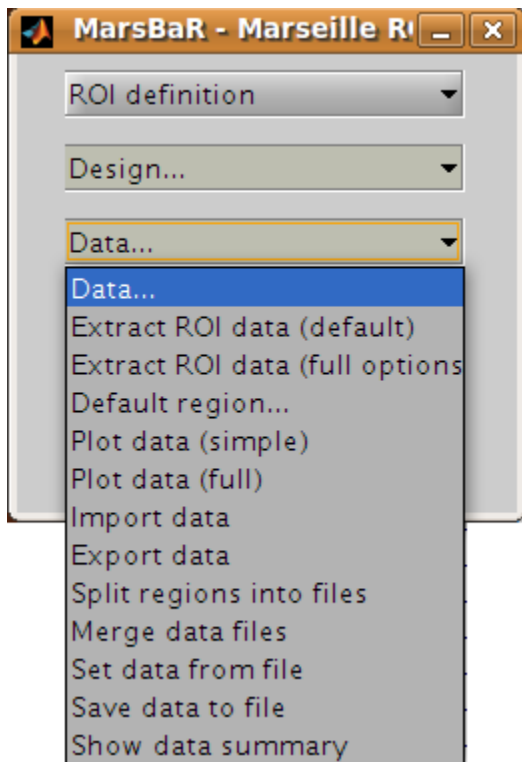 MarsBaR - Marseille R
ROI definition
Design...
Data...
Data...
Extract ROI data (default)
Extract ROI data (full options
Default region...
Plot data (simple)
Plot data (full)
Import data
Export data
Split regions into files
Merge data files
Set data from file
Save data to file
Show data summary